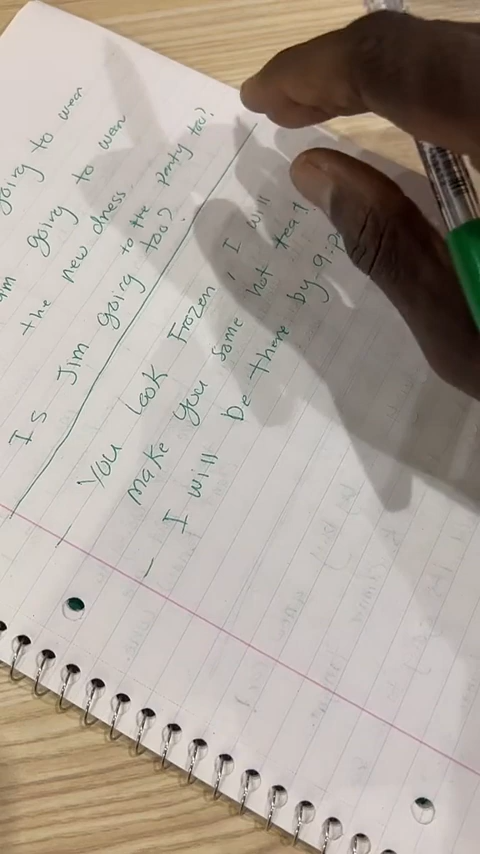 going to wear
am going to wear
the new dress
to the party too?
Is Jim going too?
- You look Frozen, I will
make you some hot tea!
- I will be there by 9: